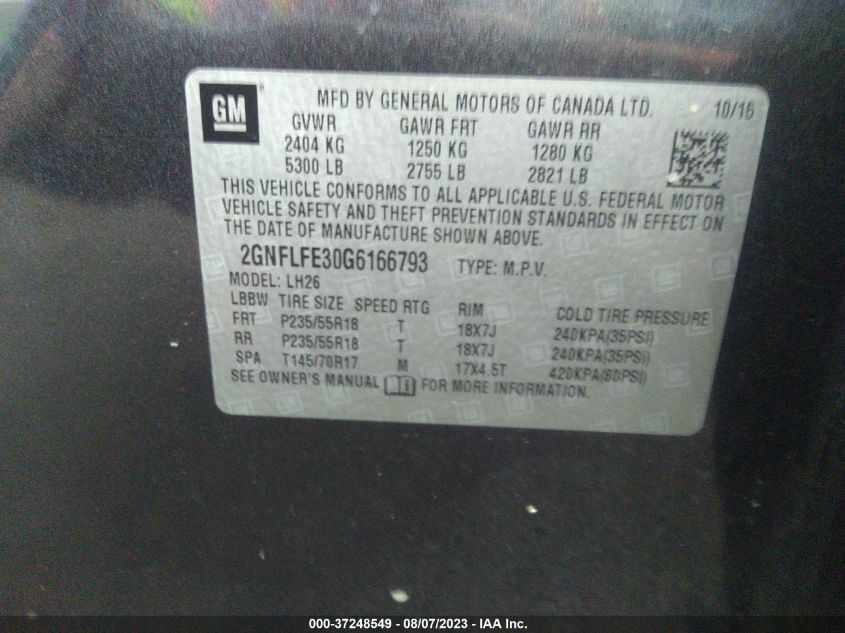 GM
MFD BY GENERAL MOTORS OF CANADA LTD. 10/15
GVWR GAWR FRT GAWR RR
2404 KG 1250 KG 1280 KG
5300 LB 2755 LB 2821 LB
THIS VEHICLE CONFORMS TO ALL APPLICABLE U.S. FEDERAL MOTOR
VEHICLE SAFETY AND THEFT PREVENTION STANDARDS IN EFFECT ON
THE DATE OF MANUFACTURE SHOWN ABOVE.
2GNFLFE30G6166793 TYPE: M.P.V.
MODEL: LH26
LBBW TIRE SIZE SPEED RTG RIM COLD TIRE PRESSURE
FRT P235/55R18 T 18X7J 240KPA(35PSI)
RR P235/55R18 T 18X7J 240KPA(35PSI)
SPA T145/70R17 M 17X4.5T 420KPA(60PSI)
SEE OWNER'S MANUAL FOR MORE INFORMATION.
000-37248549 - 08/07/2023 - IAA Inc.